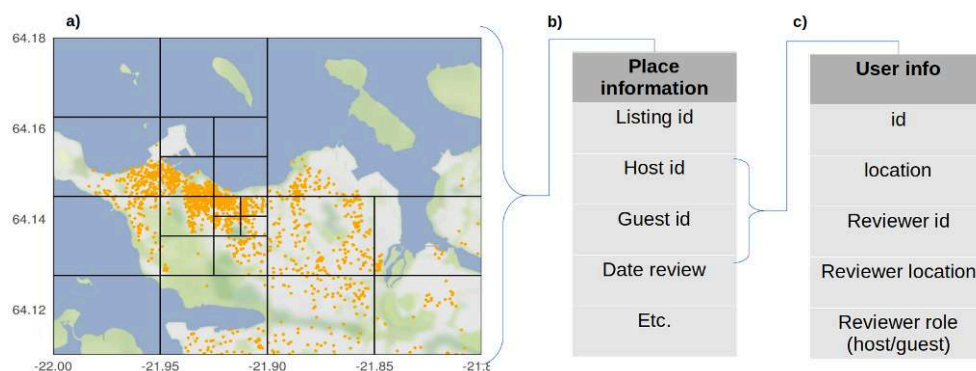 a)
64.18
64.16
64.14
64.12
-22.00
-21.95
-21.90
-21.85
b)
Place
information
Listing id
Host id
Guest id
Date review
Etc.
c)
User info
id
location
Reviewer id
Reviewer location
Reviewer role
(host/guest)